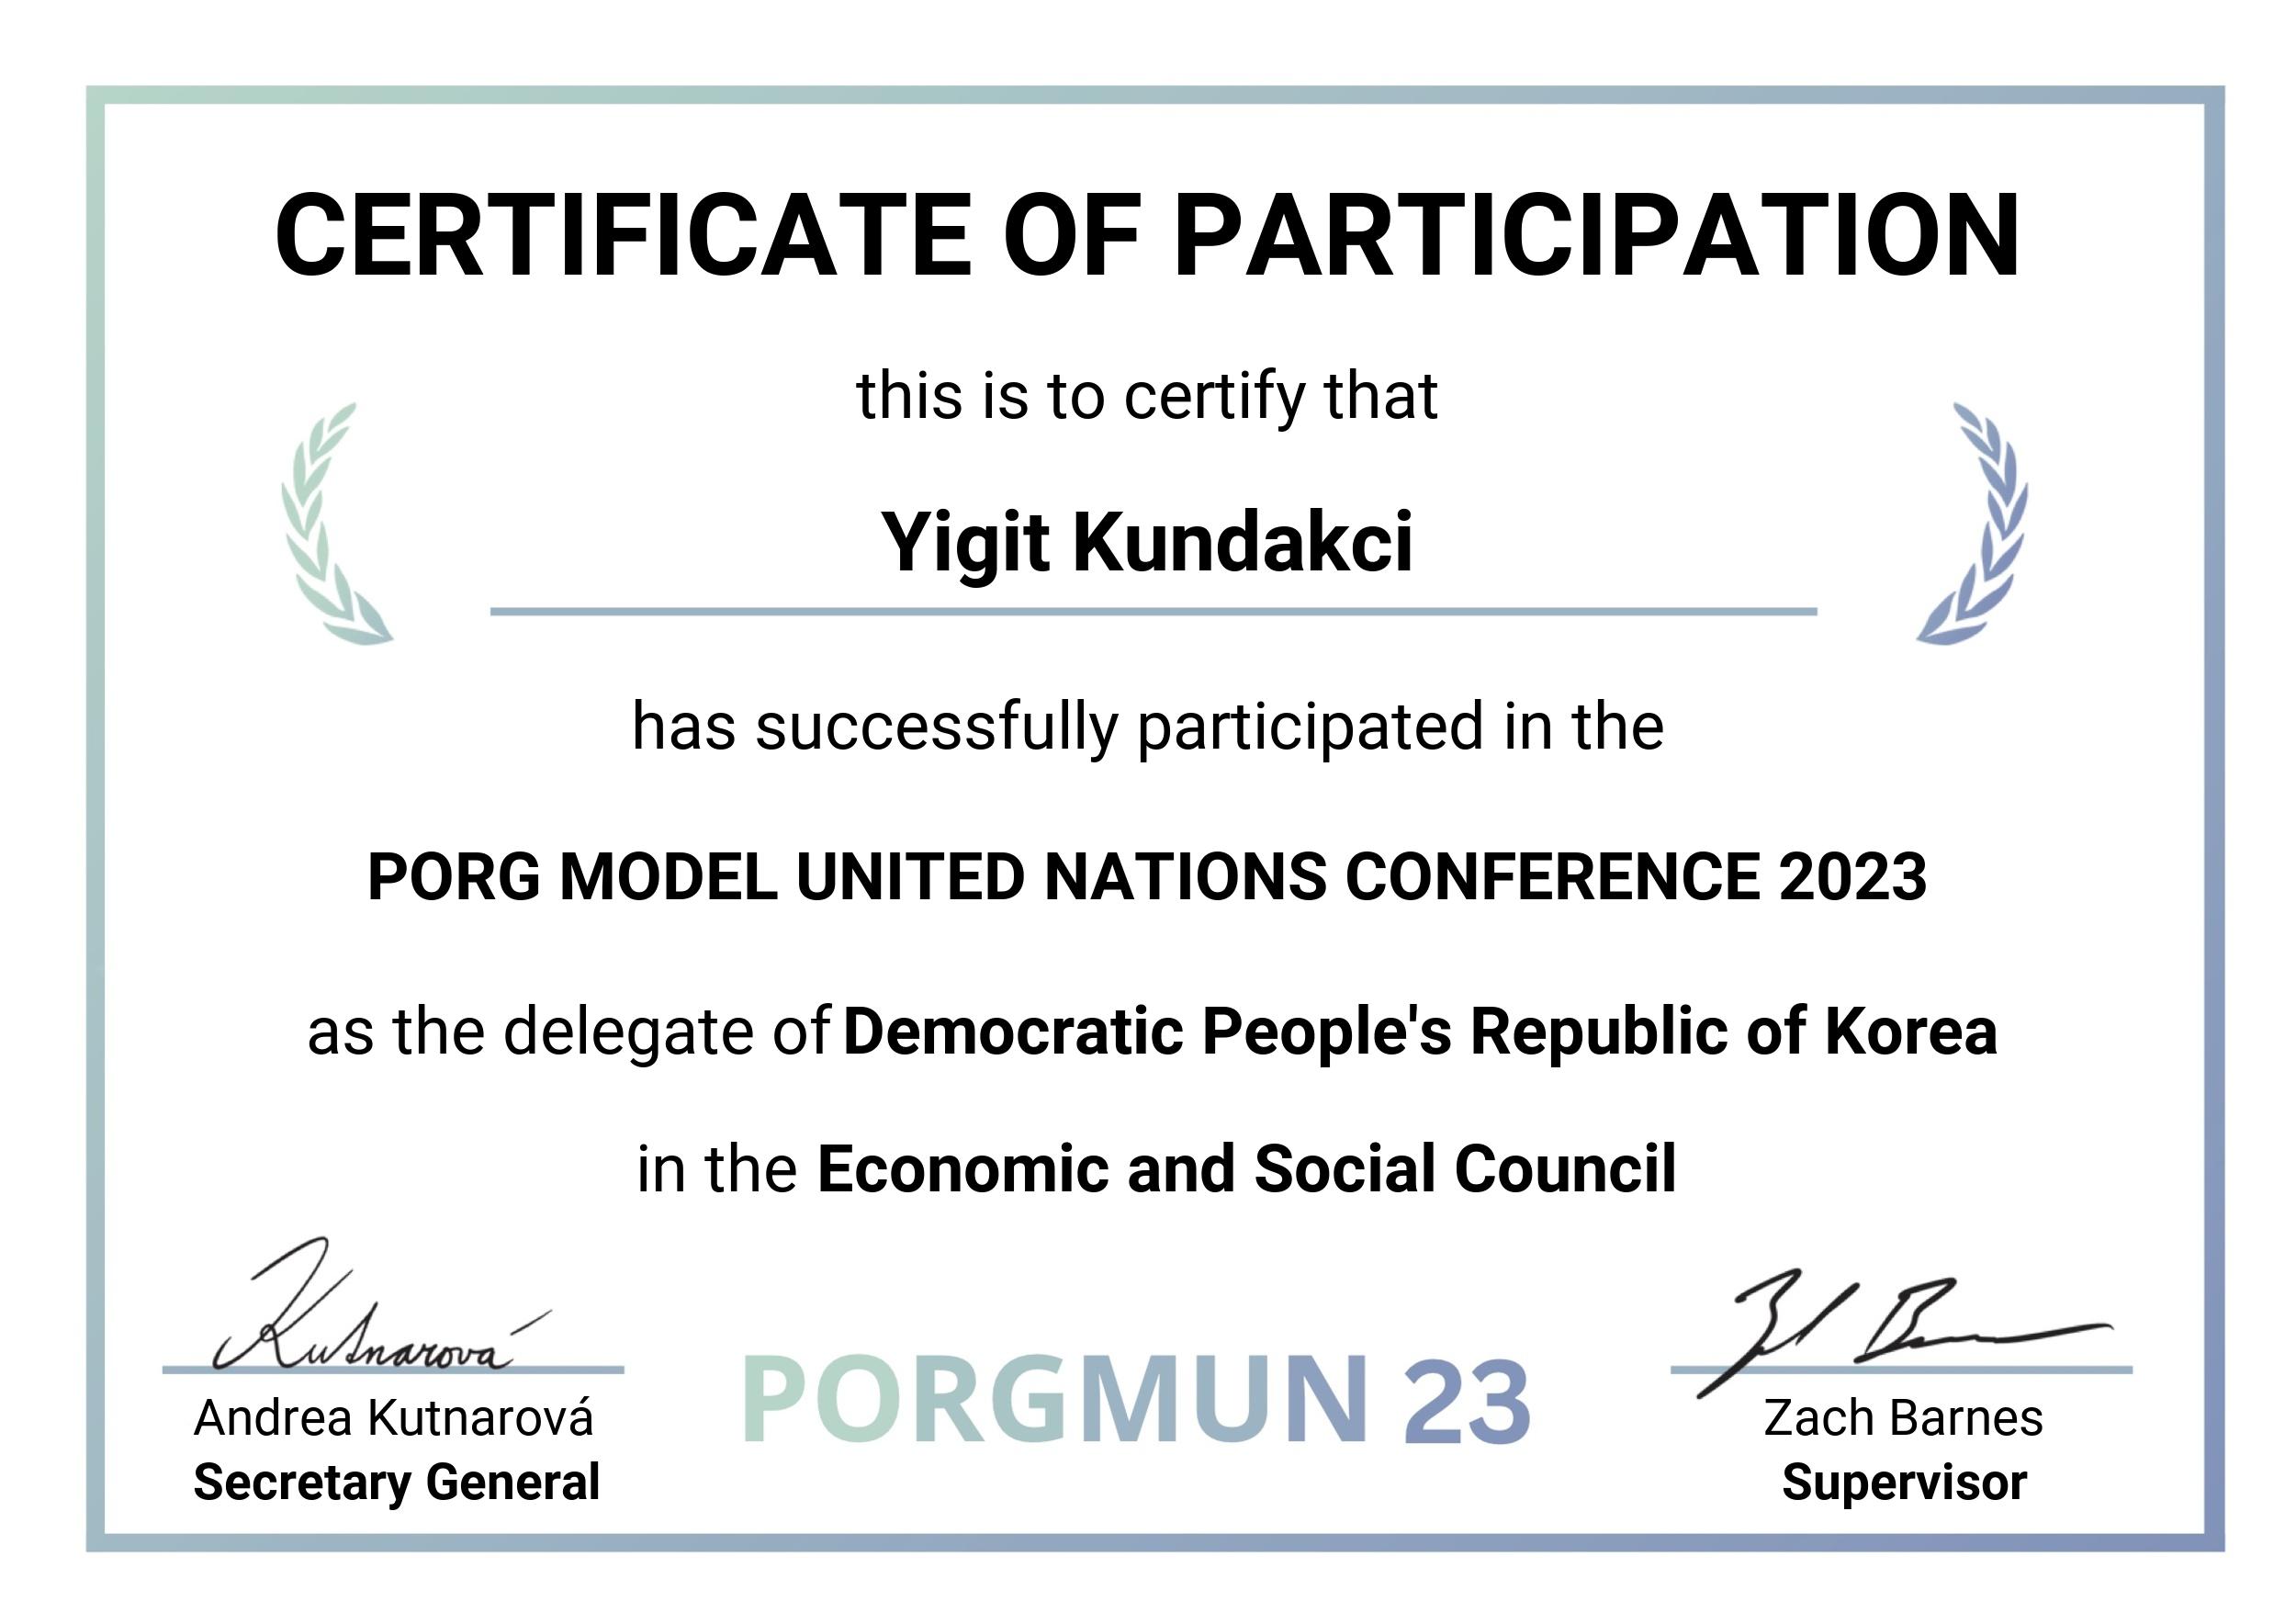 CERTIFICATE OF PARTICIPATION
this is to certify that
Yigit Kundakci
has successfully participated in the
PORG MODEL UNITED NATIONS CONFERENCE 2023
as the delegate of Democratic People's Republic of Korea
in the Economic and Social Council
Kutnarová
Andrea Kutnarová
Secretary General
PORGMUN 23
Zach Barnes
Supervisor